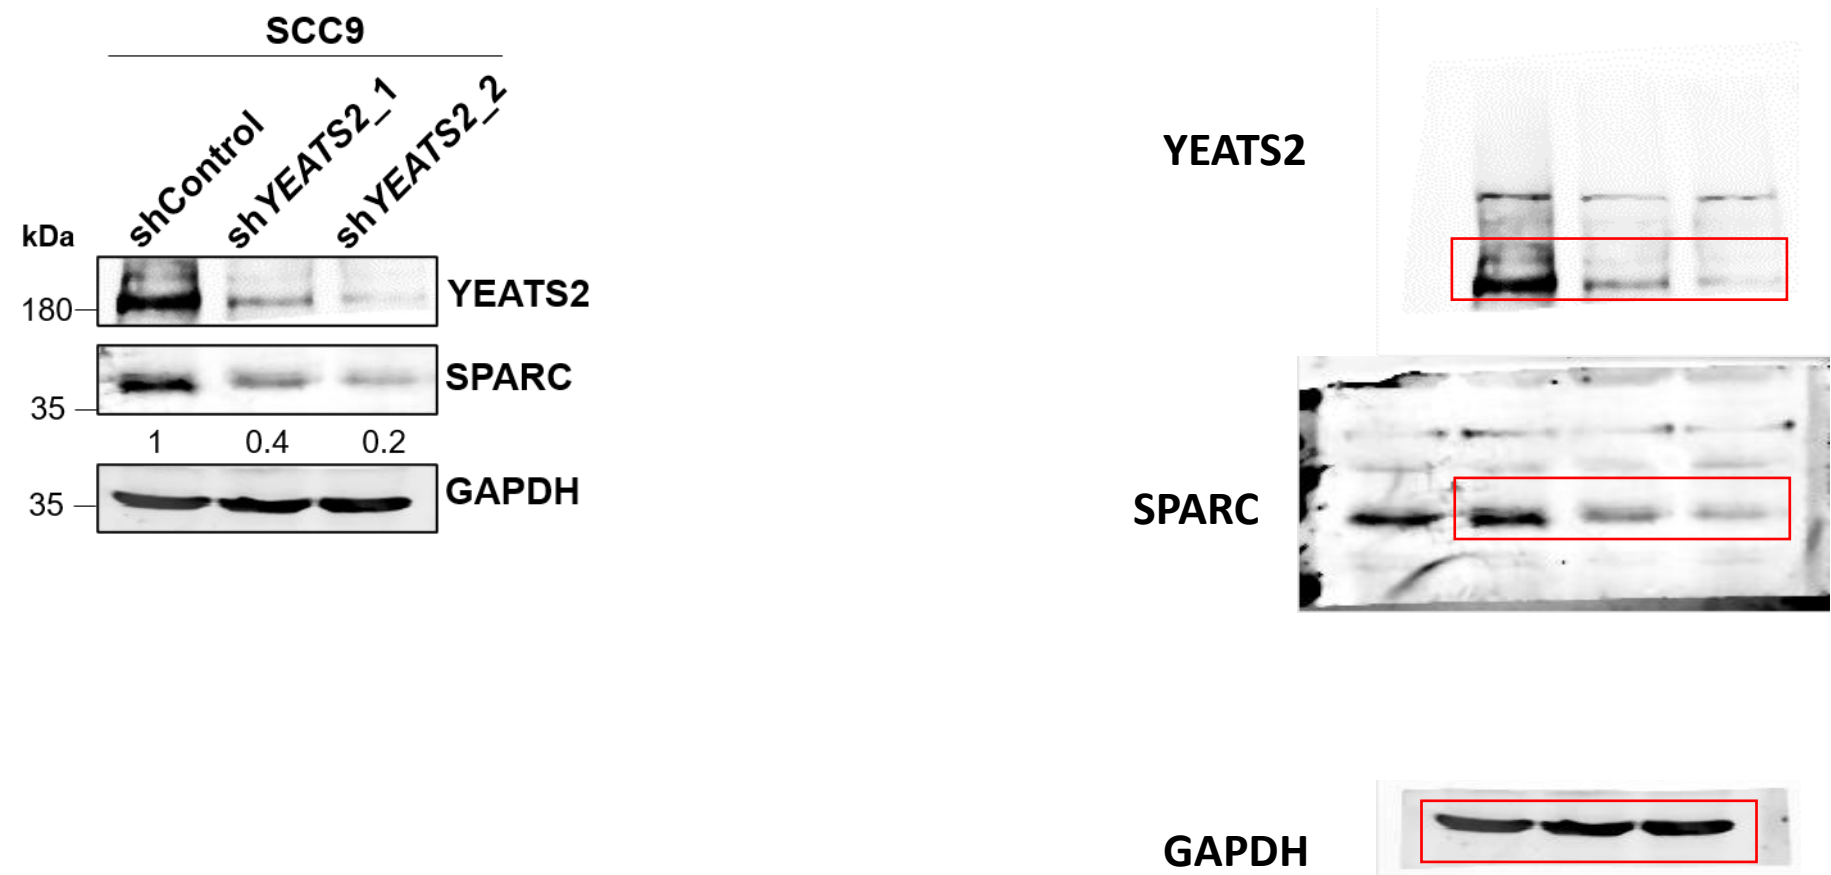 SCC9
shControl
shYEATS2_1
shYEATS2_2
kDa
180
YEATS2
35
SPARC
1 0.4 0.2
35
GAPDH
YEATS2
SPARC
GAPDH